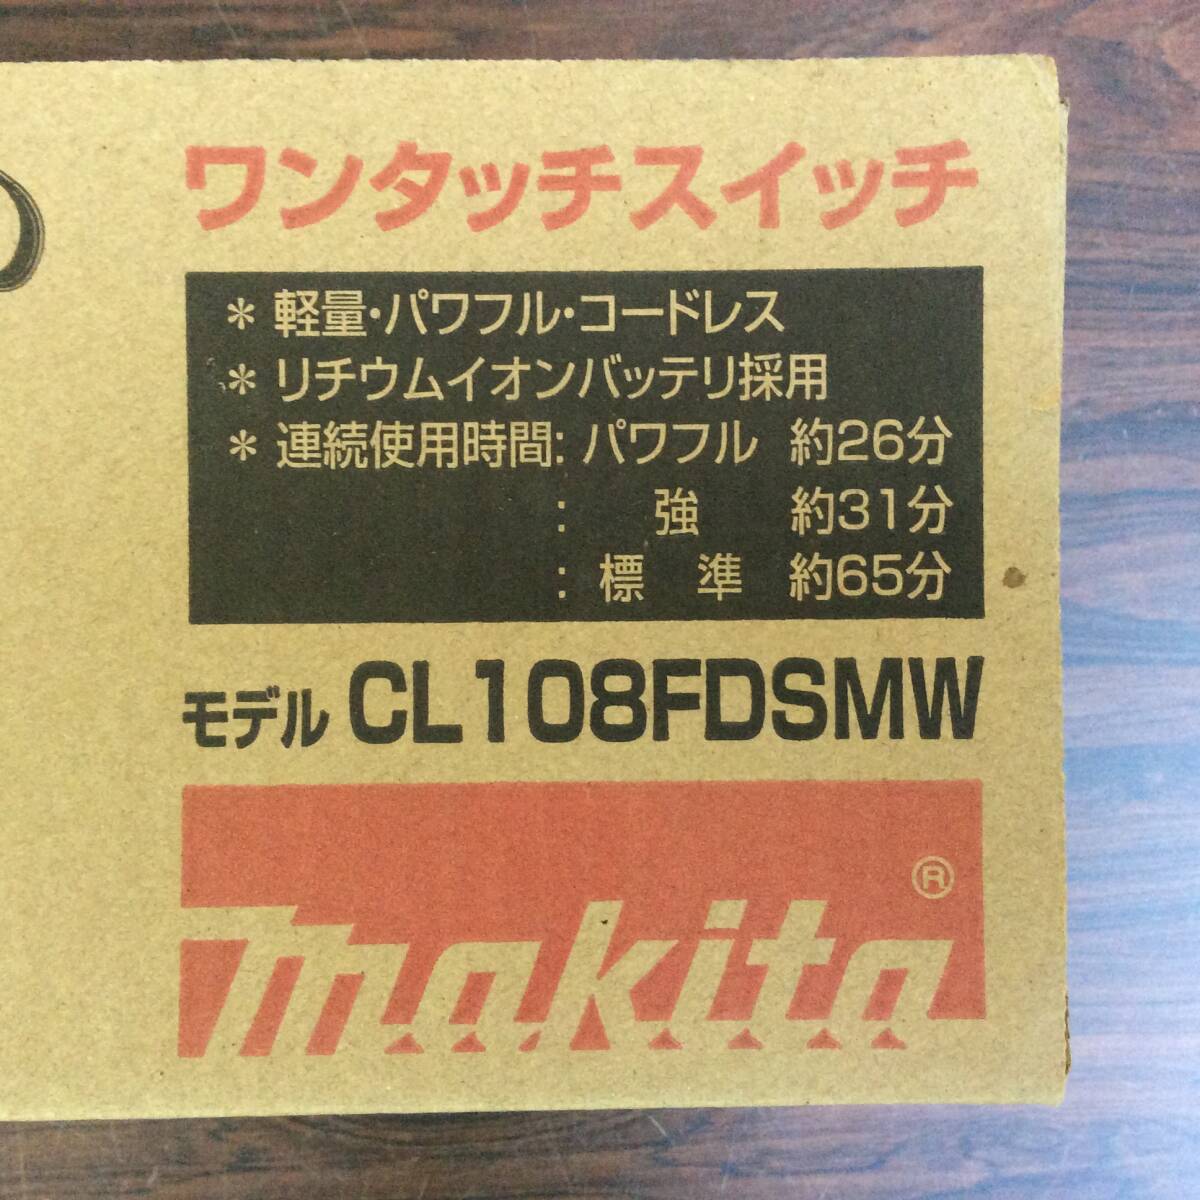 ワンタッチスイッチ
* 軽量・パワフル・コードレス
* リチウムイオンバッテリ採用
* 連続使用時間: パワフル 約26分
: 強 約31分
: 標 準 約65分
モデル CL108FDSMW
makita ®